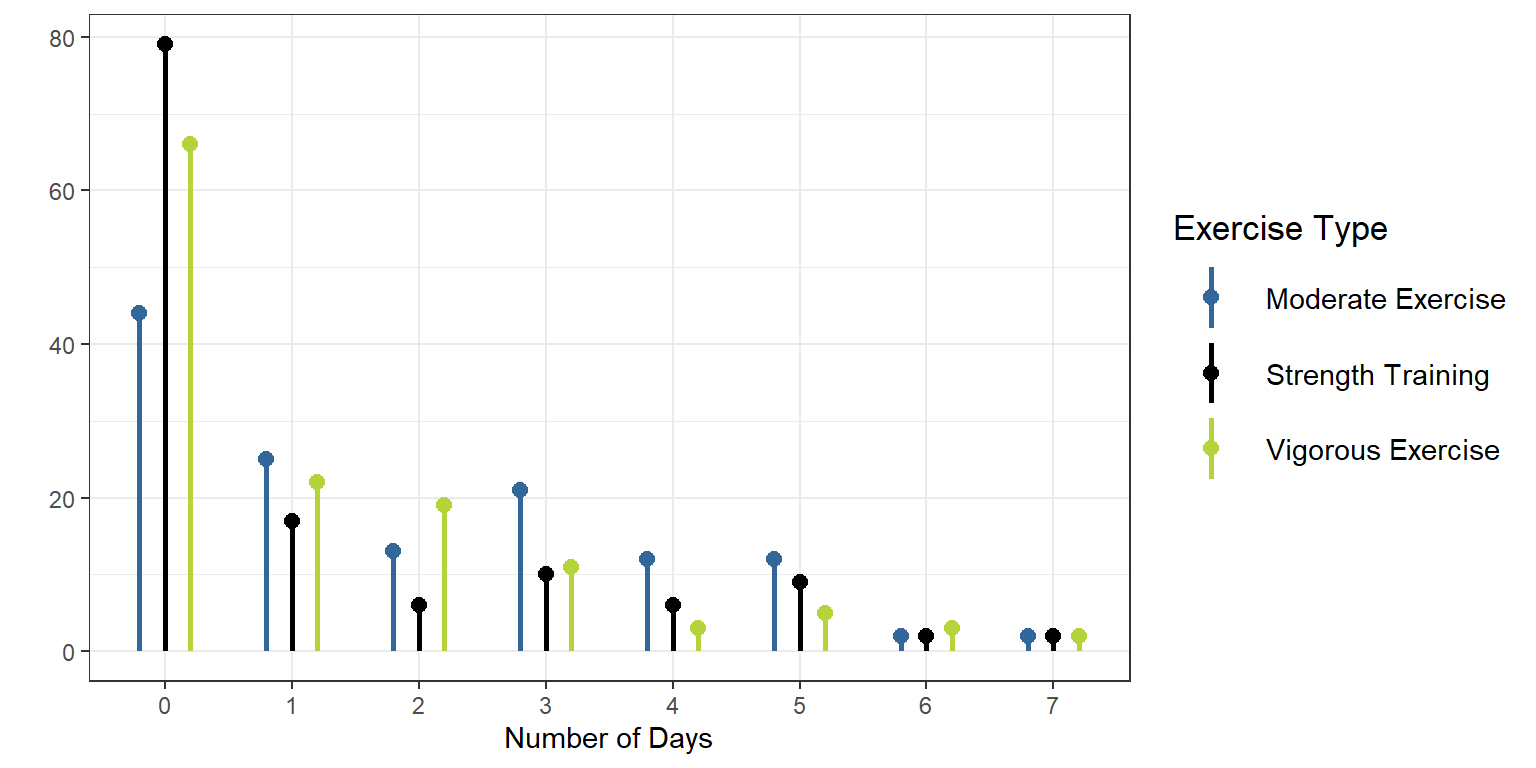 80
60
40
20
0
0 1 2 3 4 5 6 7
Number of Days
Exercise Type
Moderate Exercise
Strength Training
Vigorous Exercise